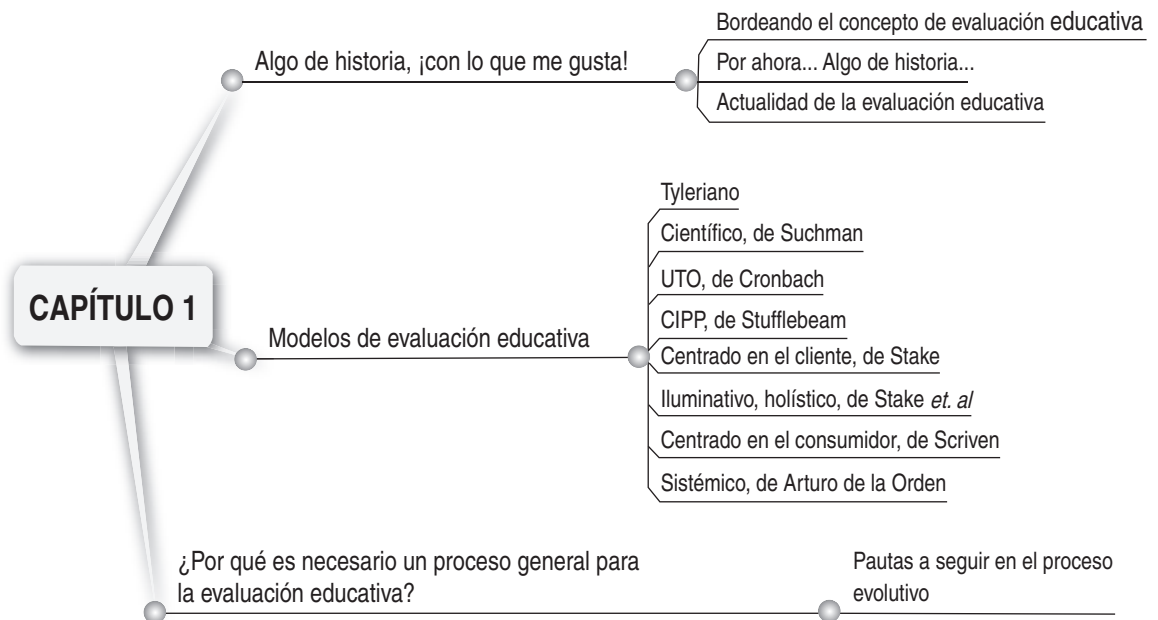 CAPÍTULO 1
Algo de historia, ¡con lo que me gusta!
Bordeando el concepto de evaluación educativa
Por ahora... Algo de historia...
Actualidad de la evaluación educativa
Modelos de evaluación educativa
Tyleriano
Científico, de Suchman
UTO, de Cronbach
CIPP, de Stufflebeam
Centrado en el cliente, de Stake
Iluminativo, holístico, de Stake et. al
Centrado en el consumidor, de Scriven
Sistémico, de Arturo de la Orden
¿Por qué es necesario un proceso general para
la evaluación educativa?
Pautas a seguir en el proceso
evolutivo